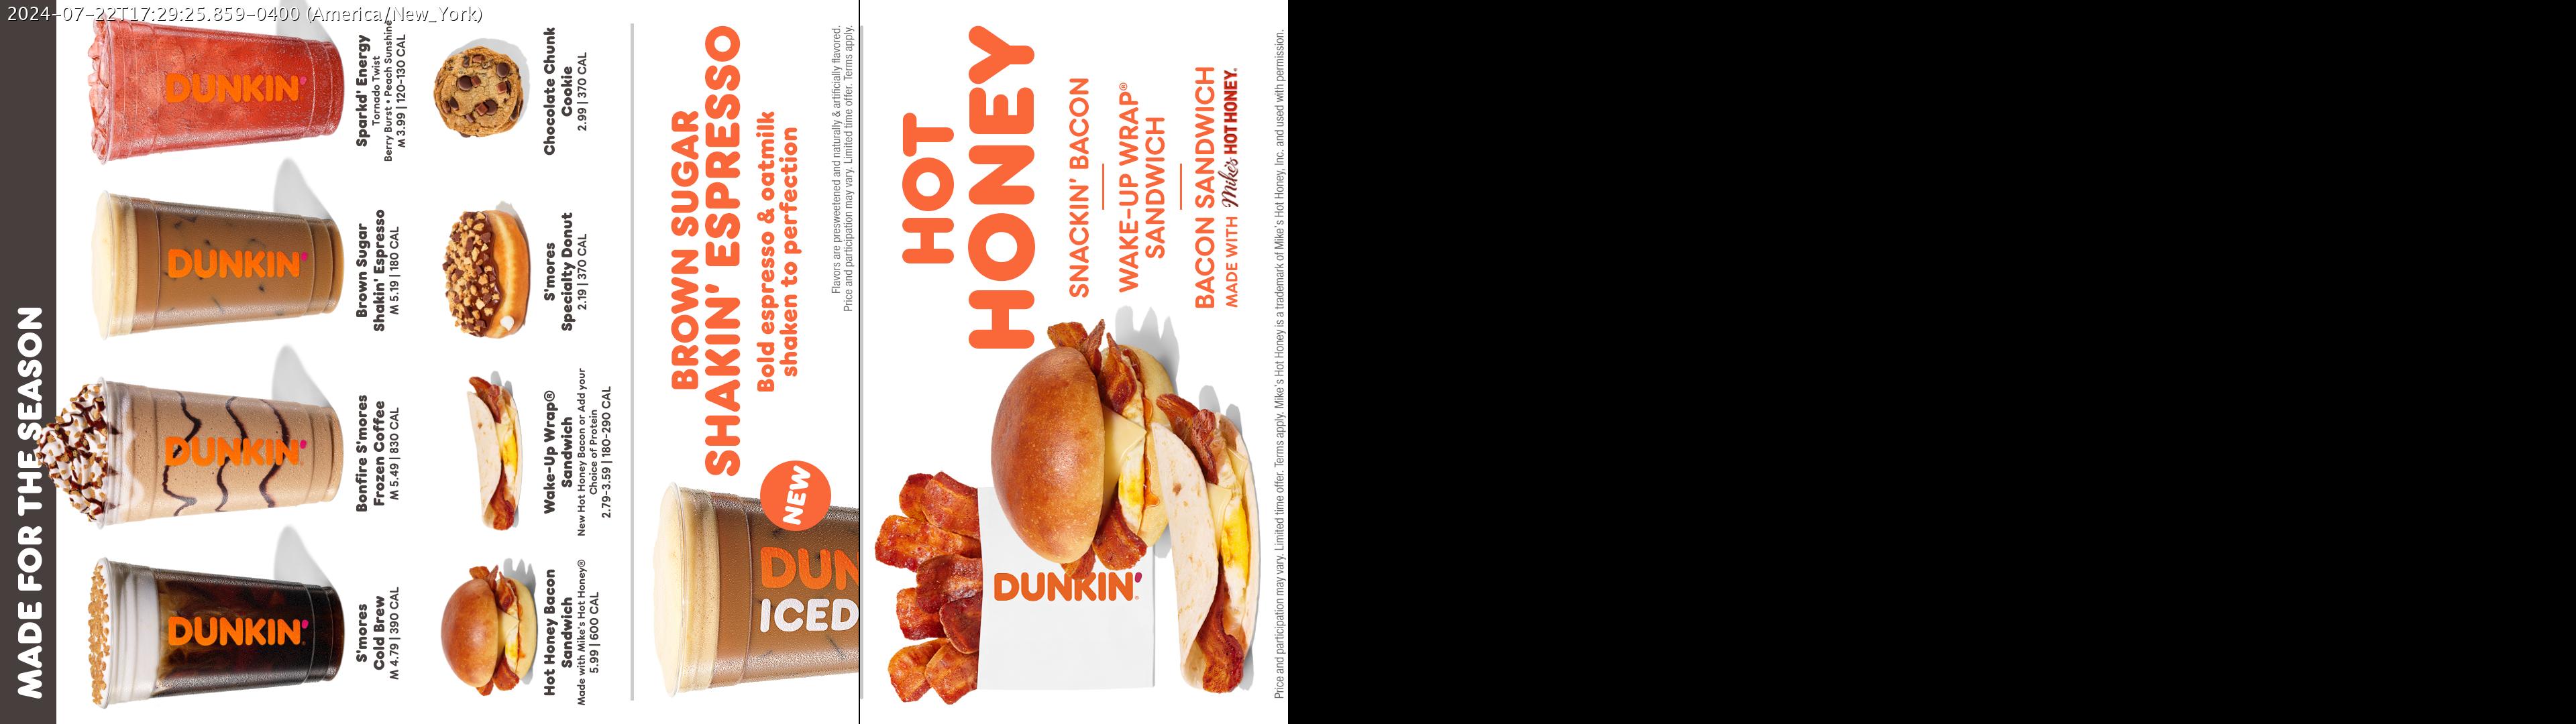 2024-07-22T17:29:25.859-0400 (America/New_York)
MADE FOR THE SEASON
DUNKIN'
S'mores
Cold Brew
M 4.79 | 390 CAL
DUNKIN'
Bonfire S'mores
Frozen Coffee
M 5.49 | 830 CAL
DUNKIN'
Brown Sugar
Shakin' Espresso
M 5.19 | 180 CAL
DUNKIN'
Sparkd' Energy
Tornado Twist
Berry Burst • Peach Sunshine
M 3.99 | 120-130 CAL
Hot Honey Bacon
Sandwich
Made with Mike's Hot Honey®
5.99 | 600 CAL
Wake-Up Wrap®
Sandwich
New Hot Honey Bacon or Add your
Choice of Protein
2.79-3.59 | 180-290 CAL
S'mores
Specialty Donut
2.19 | 370 CAL
Chocolate Chunk
Cookie
2.99 | 370 CAL
BROWN SUGAR
SHAKIN' ESPRESSO
Bold espresso & oatmilk
shaken to perfection
NEW
DUN
ICED
Flavors are presweetened and naturally & artificially flavored.
Price and participation may vary. Limited time offer. Terms apply.
HOT
HONEY
SNACKIN' BACON
WAKE-UP WRAP®
SANDWICH
BACON SANDWICH
MADE WITH Mike's HOT HONEY.
DUNKIN'
Price and participation may vary. Limited time offer. Terms apply. Mike's Hot Honey is a trademark of Mike's Hot Honey, Inc. and used with permission.